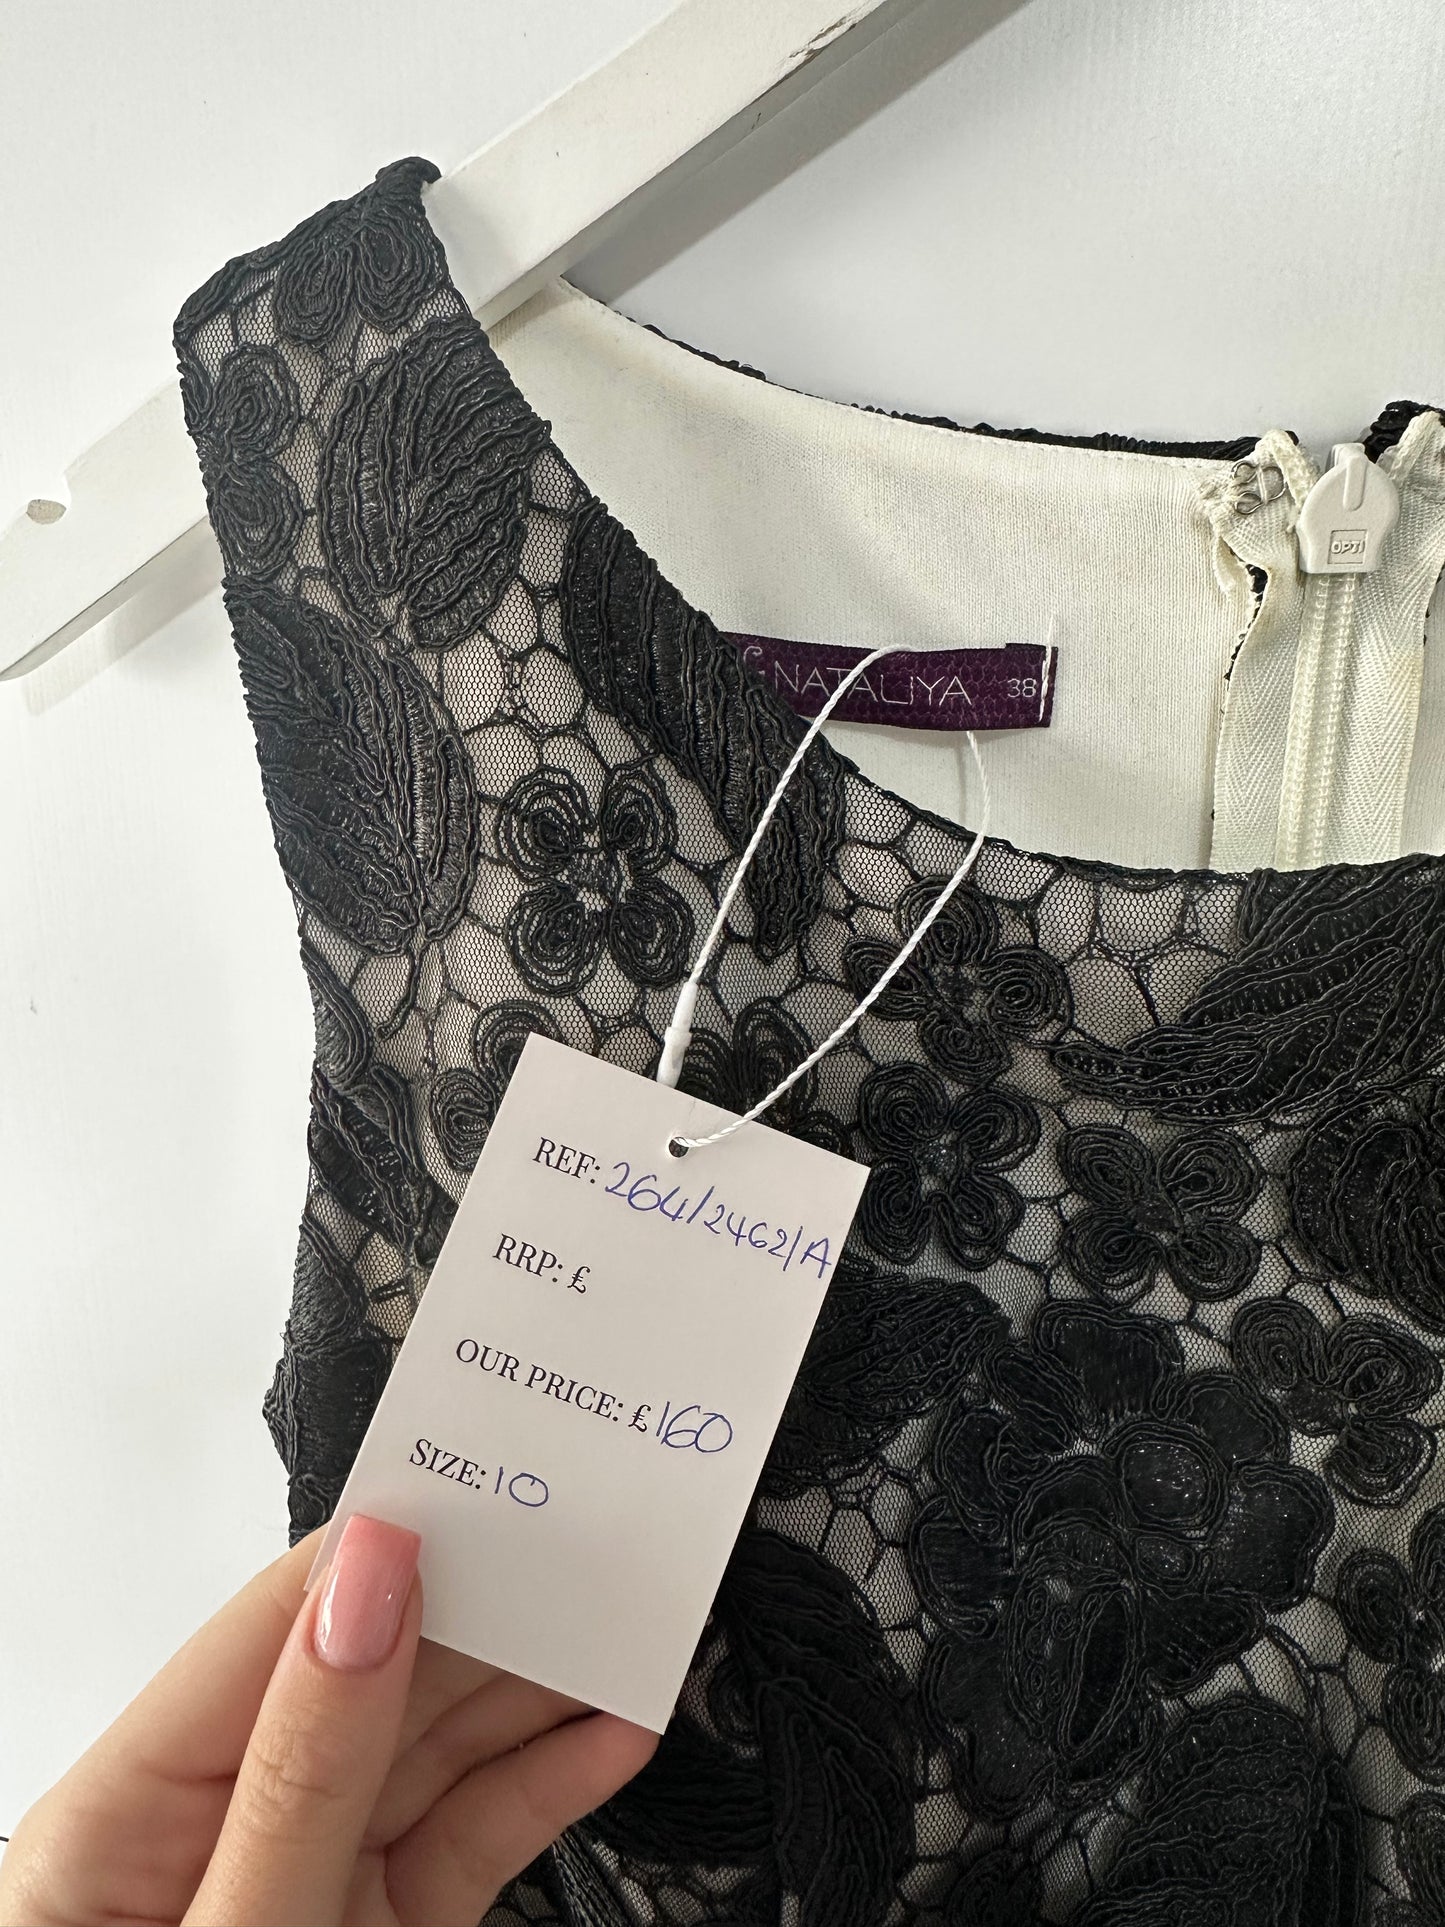 OPTI
NATALIYA 38
REF: 264/2462/A
RRP: £
OUR PRICE: £160
SIZE: 10